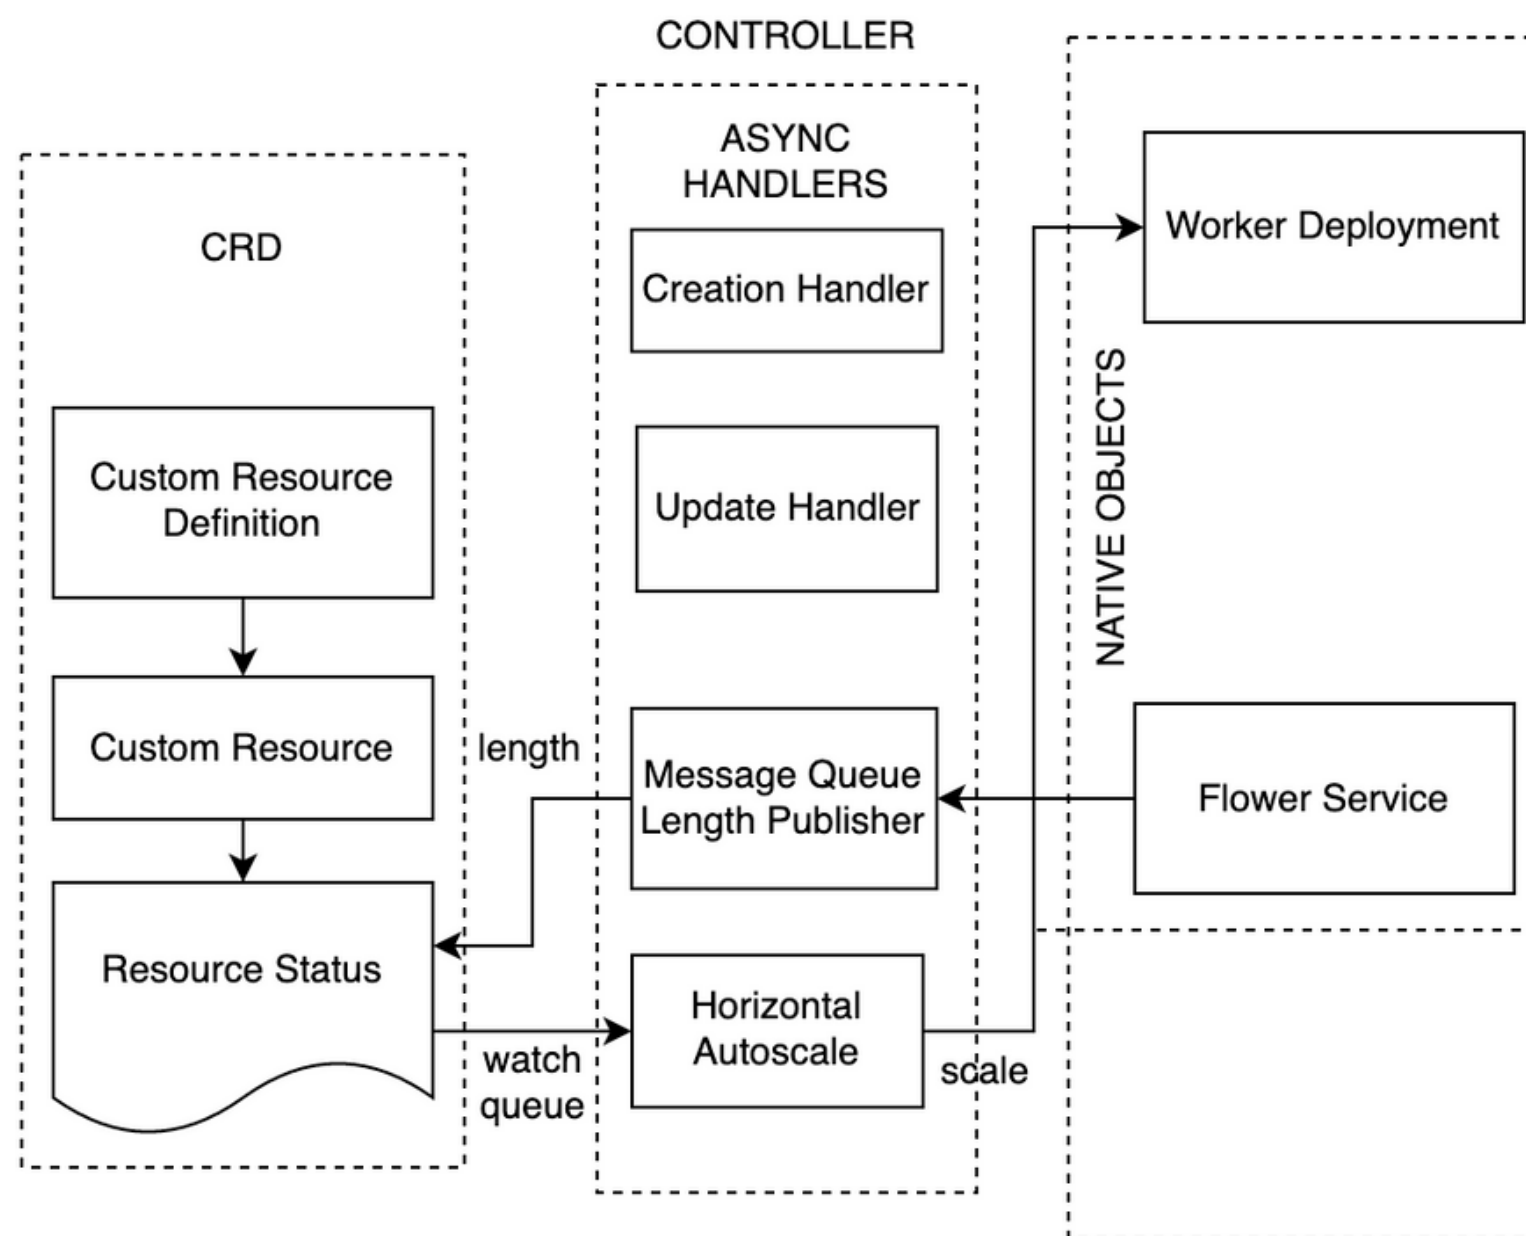 CONTROLLER
ASYNC
HANDLERS
CRD
Creation Handler
Worker Deployment
Custom Resource
Definition
Update Handler
NATIVE OBJECTS
Custom Resource
length
Message Queue
Length Publisher
Flower Service
Resource Status
Horizontal
Autoscale
watch
queue
scale